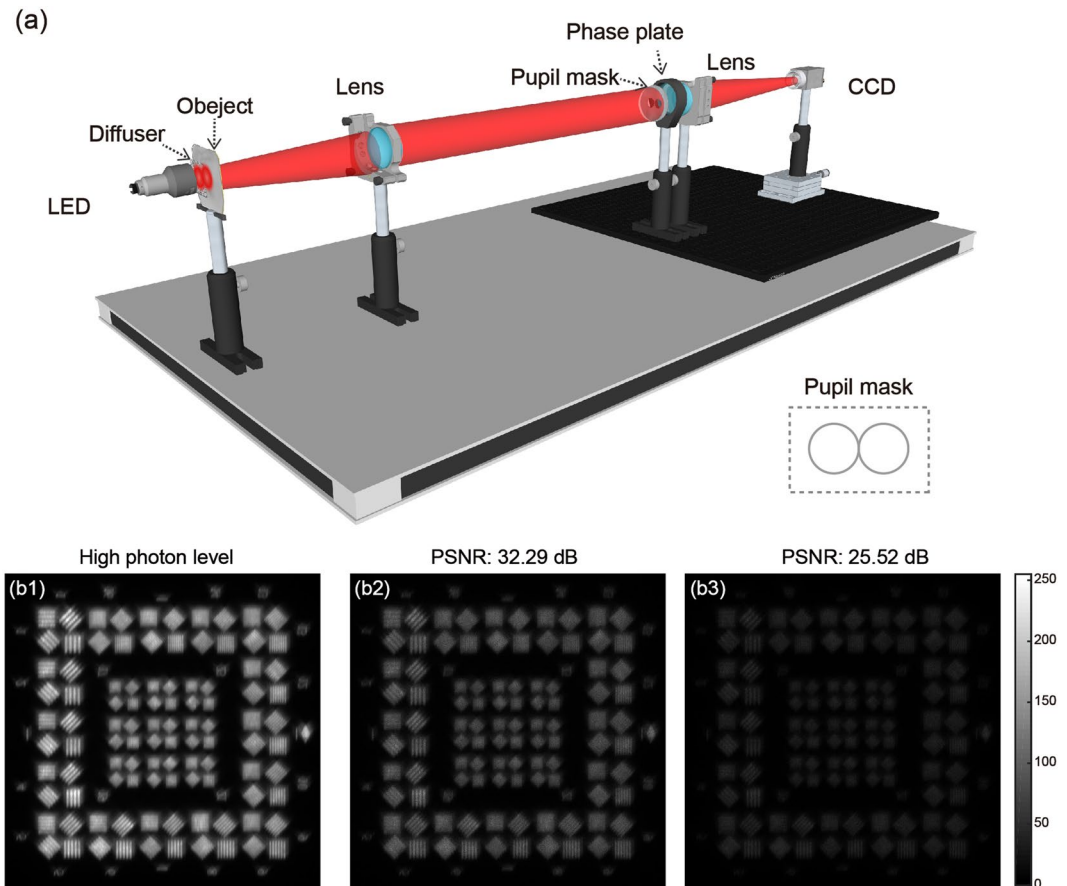 (a)
Phase plate
Lens
Pupil mask
Lens
CCD
Obeject
Diffuser
LED
Pupil mask
High photon level
PSNR: 32.29 dB
PSNR: 25.52 dB
(b1)
(b2)
(b3)
250
200
150
100
50
0